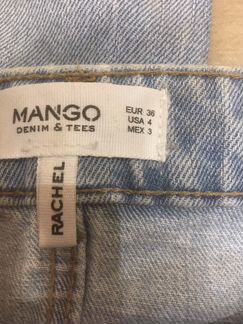 MANGO
DENIM & TEES
EUR 36
USA 4
MEX 3
RACHEL